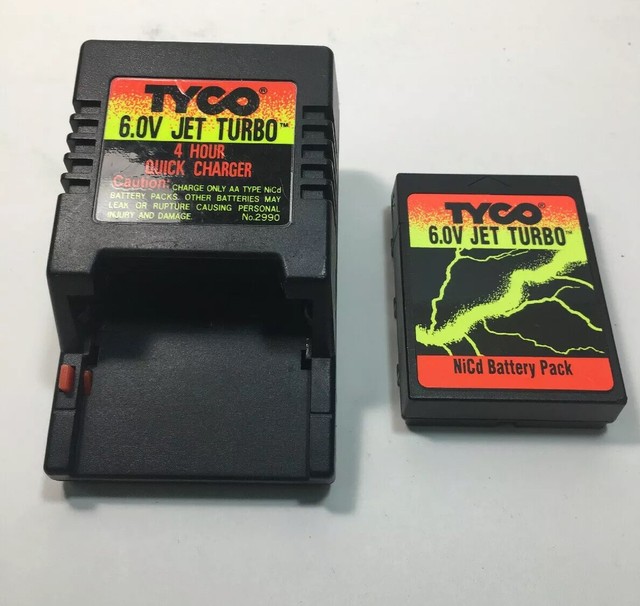 TYCO®
6.0V JET TURBO™
4 HOUR
QUICK CHARGER
Caution: CHARGE ONLY AA TYPE NiCd
BATTERY PACKS. OTHER BATTERIES MAY
LEAK OR RUPTURE CAUSING PERSONAL
INJURY AND DAMAGE. No.2990
TYCO®
6.0V JET TURBO™
NiCd Battery Pack